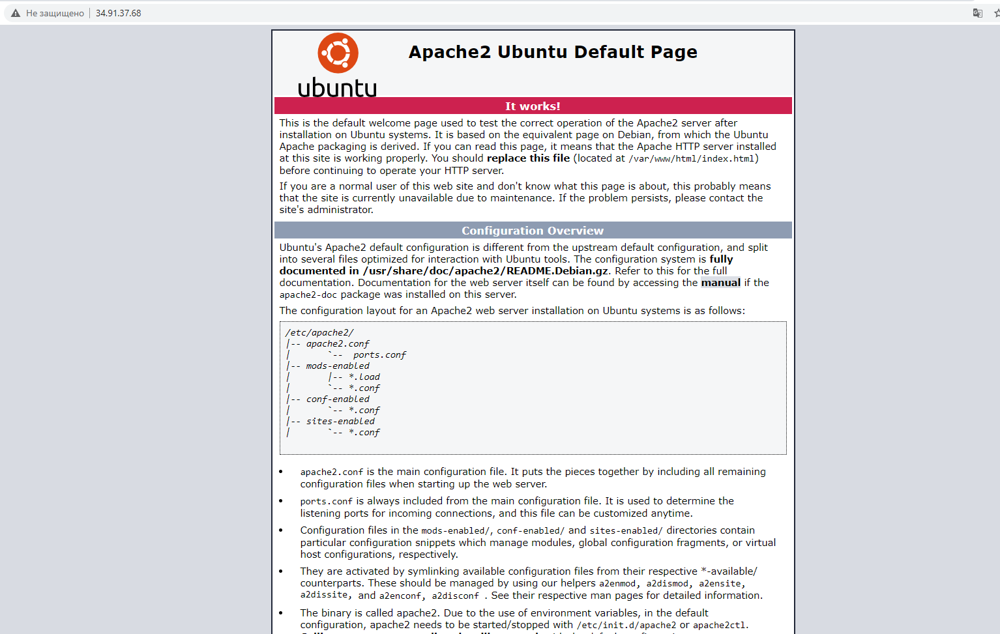 Не защищено 34.91.37.68
ubuntu
Apache2 Ubuntu Default Page
It works!
This is the default welcome page used to test the correct operation of the Apache2 server after
installation on Ubuntu systems. It is based on the equivalent page on Debian, from which the Ubuntu
Apache packaging is derived. If you can read this page, it means that the Apache HTTP server installed
at this site is working properly. You should replace this file (located at /var/www/html/index.html)
before continuing to operate your HTTP server.
If you are a normal user of this web site and don't know what this page is about, this probably means
that the site is currently unavailable due to maintenance. If the problem persists, please contact the
site's administrator.
Configuration Overview
Ubuntu's Apache2 default configuration is different from the upstream default configuration, and split
into several files optimized for interaction with Ubuntu tools. The configuration system is fully
documented in /usr/share/doc/apache2/README.Debian.gz. Refer to this for the full
documentation. Documentation for the web server itself can be found by accessing the manual if the
apache2-doc package was installed on this server.
The configuration layout for an Apache2 web server installation on Ubuntu systems is as follows:
/etc/apache2/
|-- apache2.conf
|       `--  ports.conf
|-- mods-enabled
|       |-- *.load
|       `-- *.conf
|-- conf-enabled
|       `-- *.conf
|-- sites-enabled
|       `-- *.conf
• apache2.conf is the main configuration file. It puts the pieces together by including all remaining
configuration files when starting up the web server.
• ports.conf is always included from the main configuration file. It is used to determine the
listening ports for incoming connections, and this file can be customized anytime.
• Configuration files in the mods-enabled/, conf-enabled/ and sites-enabled/ directories contain
particular configuration snippets which manage modules, global configuration fragments, or virtual
host configurations, respectively.
• They are activated by symlinking available configuration files from their respective *-available/
counterparts. These should be managed by using our helpers a2enmod, a2dismod, a2ensite,
a2dissite, and a2enconf, a2disconf . See their respective man pages for detailed information.
• The binary is called apache2. Due to the use of environment variables, in the default
configuration, apache2 needs to be started/stopped with /etc/init.d/apache2 or apache2ctl.